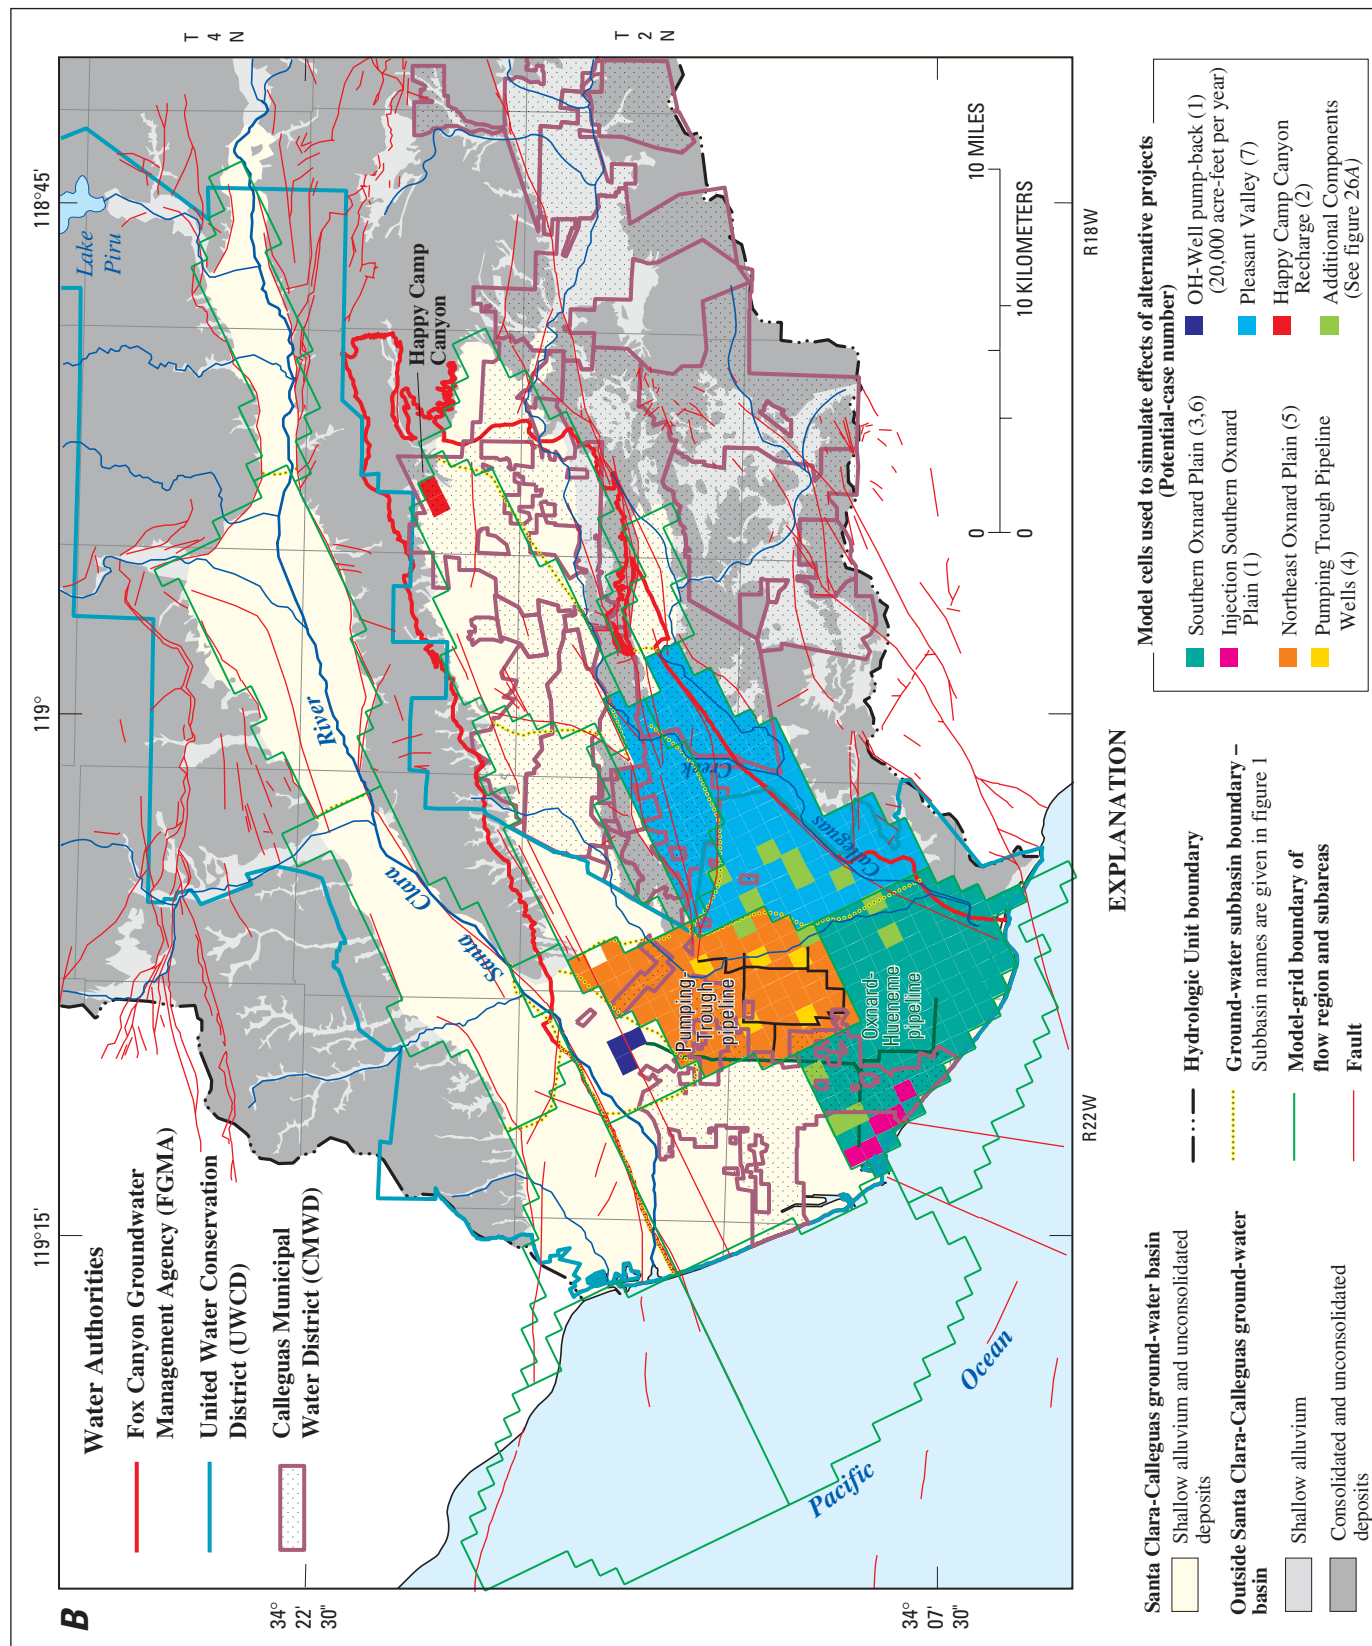 B
119°15'
119°
118°45'
34°
22'
30"
34°
07'
30"
T
4
N
T
2
N
R22W
R18W
Water Authorities
Fox Canyon Groundwater
Management Agency (FGMA)
United Water Conservation
District (UWCD)
Calleguas Municipal
Water District (CMWD)
Lake
Piru
Santa
Clara
River
Happy Camp
Canyon
Calleguas
Creek
Pumping-
Trough
pipeline
Oxnard-
Hueneme
pipeline
Pacific
Ocean
0
10 MILES
0
10 KILOMETERS
EXPLANATION
Santa Clara-Calleguas ground-water basin
Shallow alluvium and unconsolidated
deposits
Outside Santa Clara-Calleguas ground-water
basin
Shallow alluvium
Consolidated and unconsolidated
deposits
Hydrologic Unit boundary
Ground-water subbasin boundary –
Subbasin names are given in figure 1
Model-grid boundary of
flow region and subareas
Fault
Model cells used to simulate effects of alternative projects
(Potential-case number)
Southern Oxnard Plain (3,6)
Injection Southern Oxnard
Plain (1)
Northeast Oxnard Plain (5)
Pumping Trough Pipeline
Wells (4)
OH-Well pump-back (1)
(20,000 acre-feet per year)
Pleasant Valley (7)
Happy Camp Canyon
Recharge (2)
Additional Components
(See figure 26A)